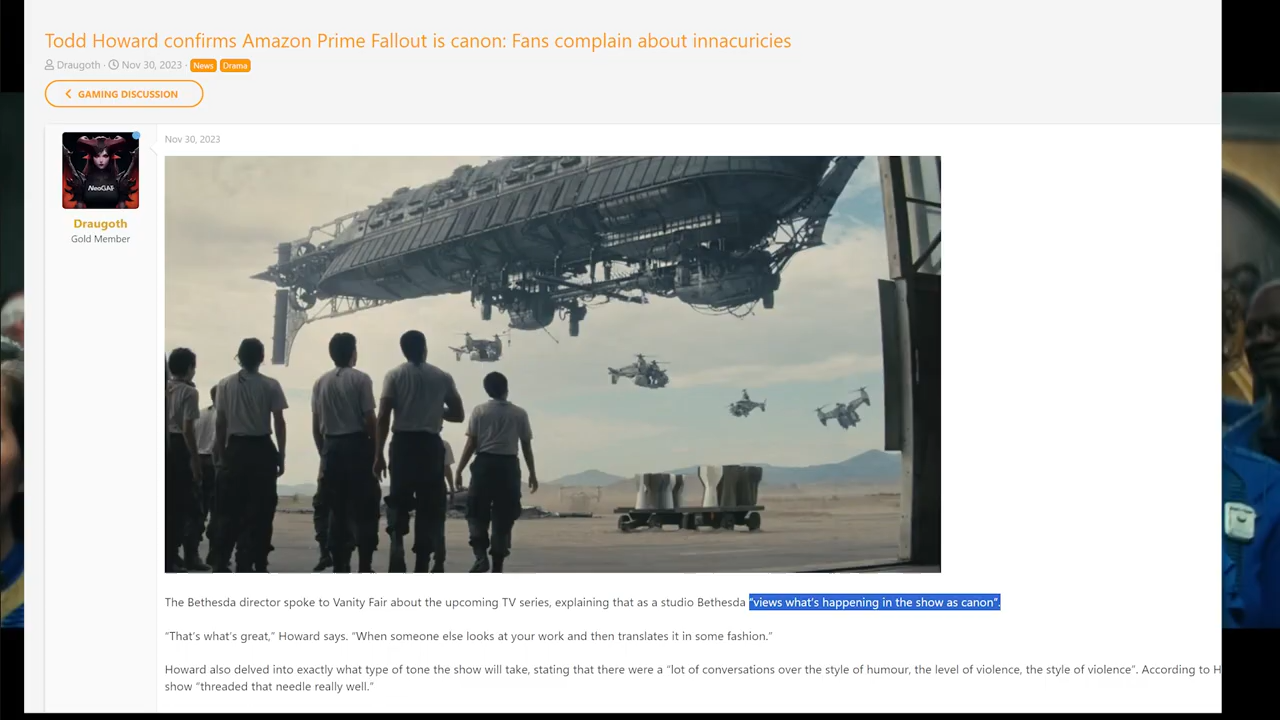 Todd Howard confirms Amazon Prime Fallout is canon: Fans complain about innacuricies
Draugoth · Nov 30, 2023 · News Drama
GAMING DISCUSSION
Nov 30, 2023
NeoGAF
Draugoth
Gold Member
The Bethesda director spoke to Vanity Fair about the upcoming TV series, explaining that as a studio Bethesda “views what’s happening in the show as canon”.
“That’s what’s great,” Howard says. “When someone else looks at your work and then translates it in some fashion.”
Howard also delved into exactly what type of tone the show will take, stating that there were a “lot of conversations over the style of humour, the level of violence, the style of violence”. According to H
show “threaded that needle really well.”